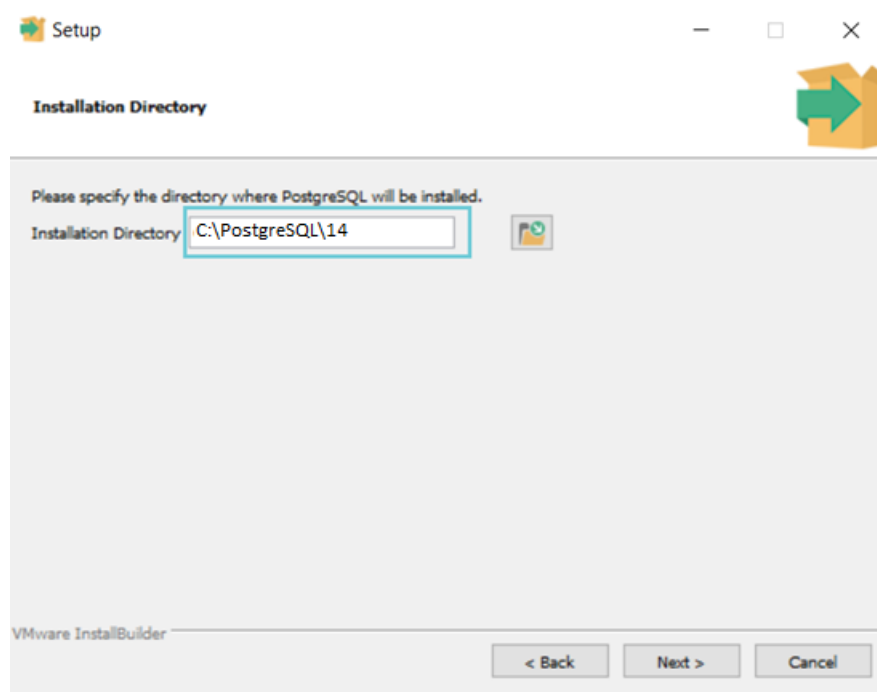 Setup
Installation Directory
Please specify the directory where PostgreSQL will be installed.
Installation Directory C:\PostgreSQL\14
VMware InstallBuilder
< Back Next > Cancel